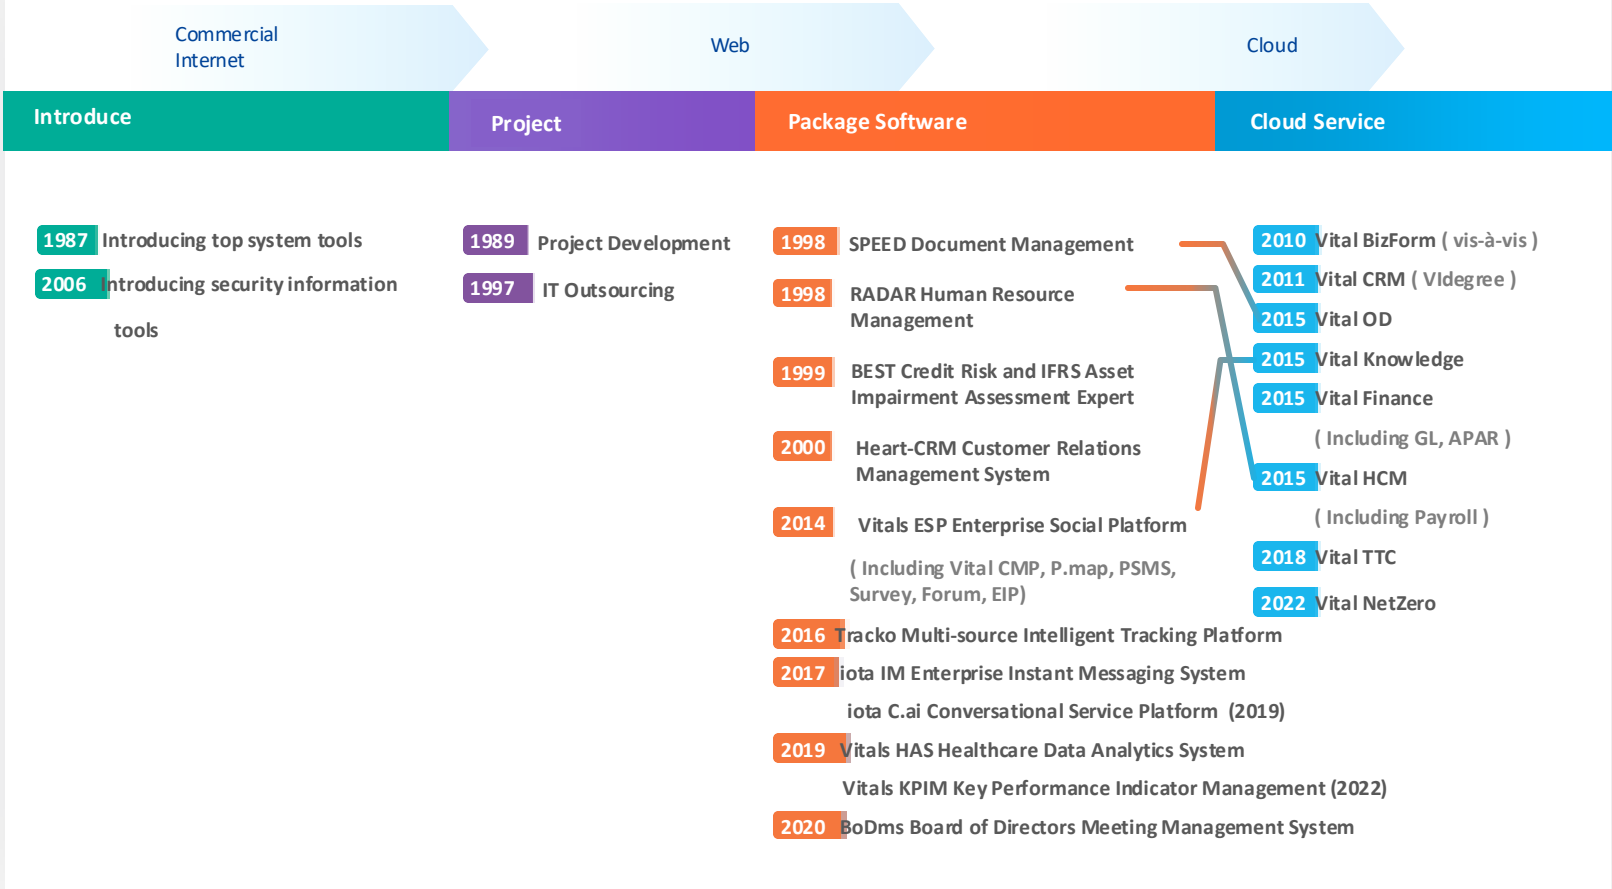 Commercial
Internet
Web
Cloud
Introduce
Project
Package Software
Cloud Service
1987 Introducing top system tools
2006 Introducing security information
tools
1989 Project Development
1997 IT Outsourcing
1998 SPEED Document Management
1998 RADAR Human Resource
Management
1999 BEST Credit Risk and IFRS Asset
Impairment Assessment Expert
2000 Heart-CRM Customer Relations
Management System
2014 Vitals ESP Enterprise Social Platform
( Including Vital CMP, P.map, PSMS,
Survey, Forum, EIP)
2016 Tracko Multi-source Intelligent Tracking Platform
2017 iota IM Enterprise Instant Messaging System
iota C.ai Conversational Service Platform (2019)
2019 Vitals HAS Healthcare Data Analytics System
Vitals KPIM Key Performance Indicator Management (2022)
2020 BoDms Board of Directors Meeting Management System
2010 Vital BizForm ( vis-à-vis )
2011 Vital CRM ( VIdegree )
2015 Vital OD
2015 Vital Knowledge
2015 Vital Finance
( Including GL, APAR )
2015 Vital HCM
( Including Payroll )
2018 Vital TTC
2022 Vital NetZero